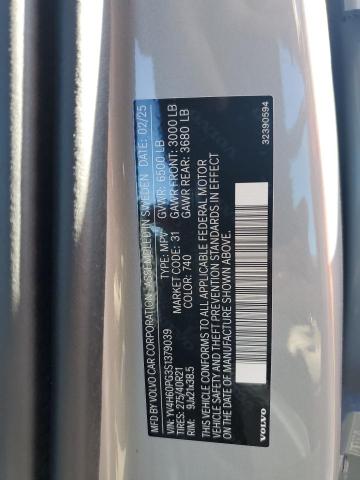 MFD BY VOLVO CAR CORPORATION - ASSEMBLED IN SWEDEN DATE: 02/25
GVWR: 6500 LB
GAWR FRONT: 3000 LB
GAWR REAR: 3680 LB
VIN: YV4H60PG3S1379039 TYPE: MPV
TIRES: 275/40R21 MARKET CODE: 31
RIM: 9Jx21x38.5 COLOR: 740
THIS VEHICLE CONFORMS TO ALL APPLICABLE FEDERAL MOTOR
VEHICLE SAFETY AND THEFT PREVENTION STANDARDS IN EFFECT
ON THE DATE OF MANUFACTURE SHOWN ABOVE.
VOLVO 32390594